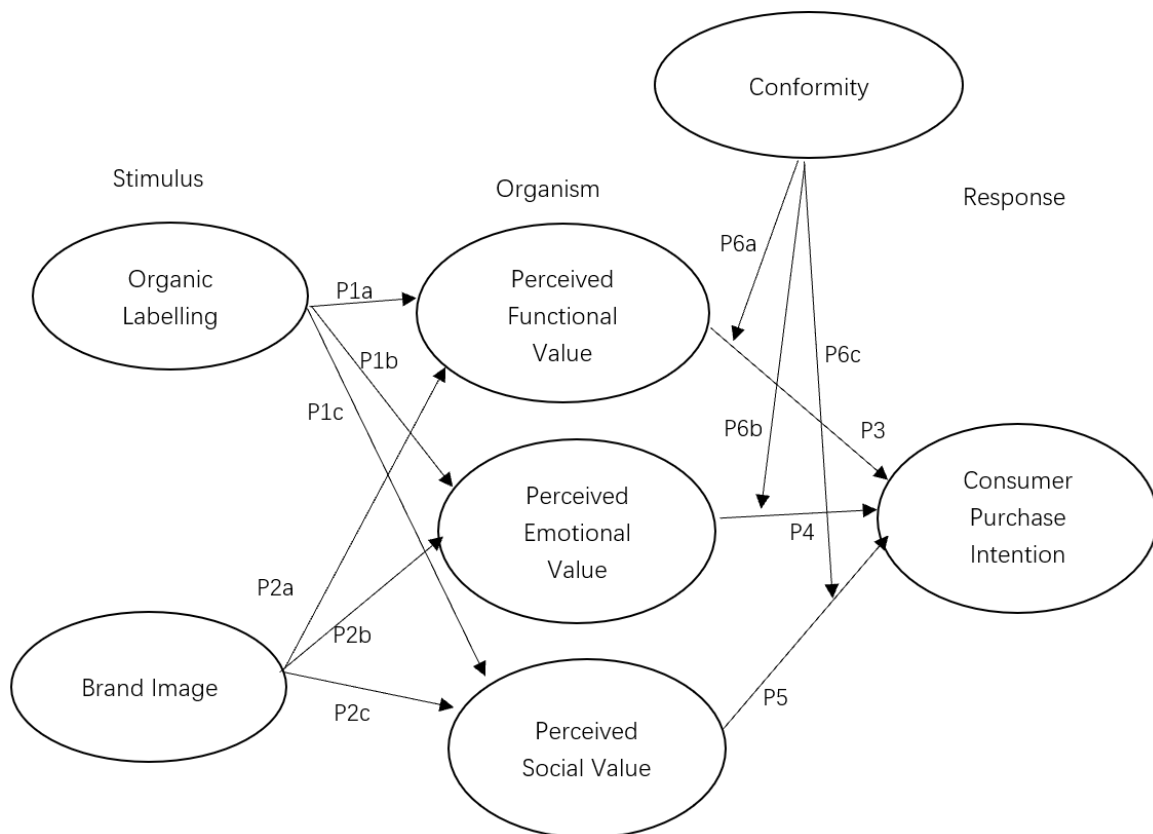 Conformity
Stimulus
Organism
Response
Organic
Labelling
P1a
Perceived
Functional
Value
P6a
P1b
P6c
P1c
P6b
P3
Perceived
Emotional
Value
Consumer
Purchase
Intention
P4
P2a
P2b
Brand Image
P2c
P5
Perceived
Social Value